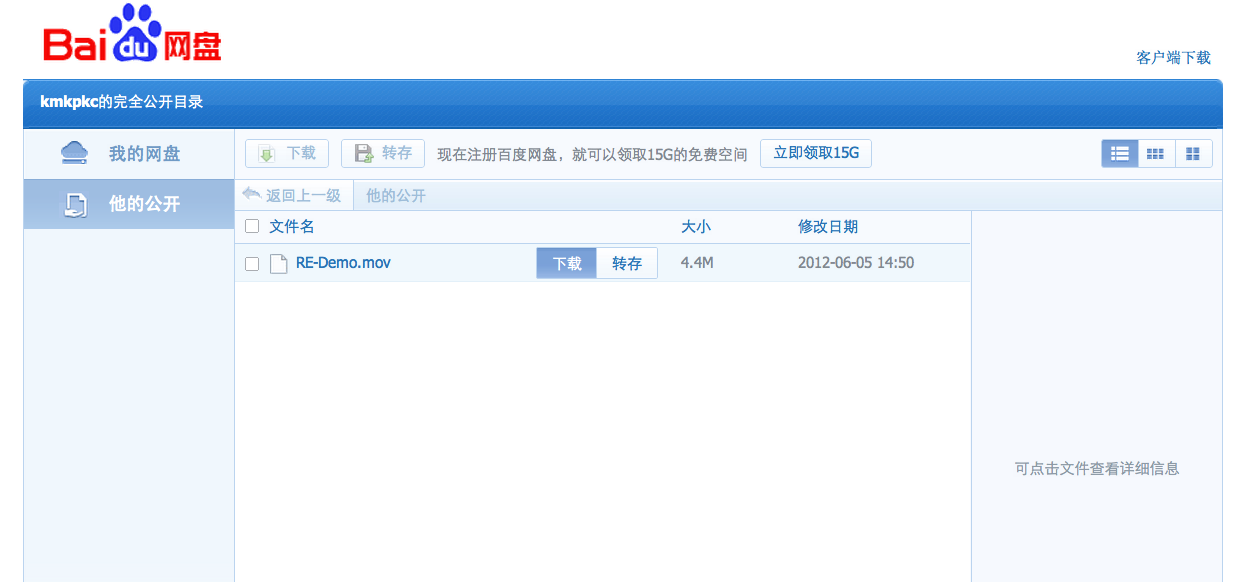 Bai du 网盘
客户端下载
kmkpkc的完全公开目录
我的网盘
下载 转存 现在注册百度网盘，就可以领取15G的免费空间 立即领取15G
他的公开
返回上一级 他的公开
文件名 大小 修改日期
RE-Demo.mov 下载 转存 4.4M 2012-06-05 14:50
可点击文件查看详细信息